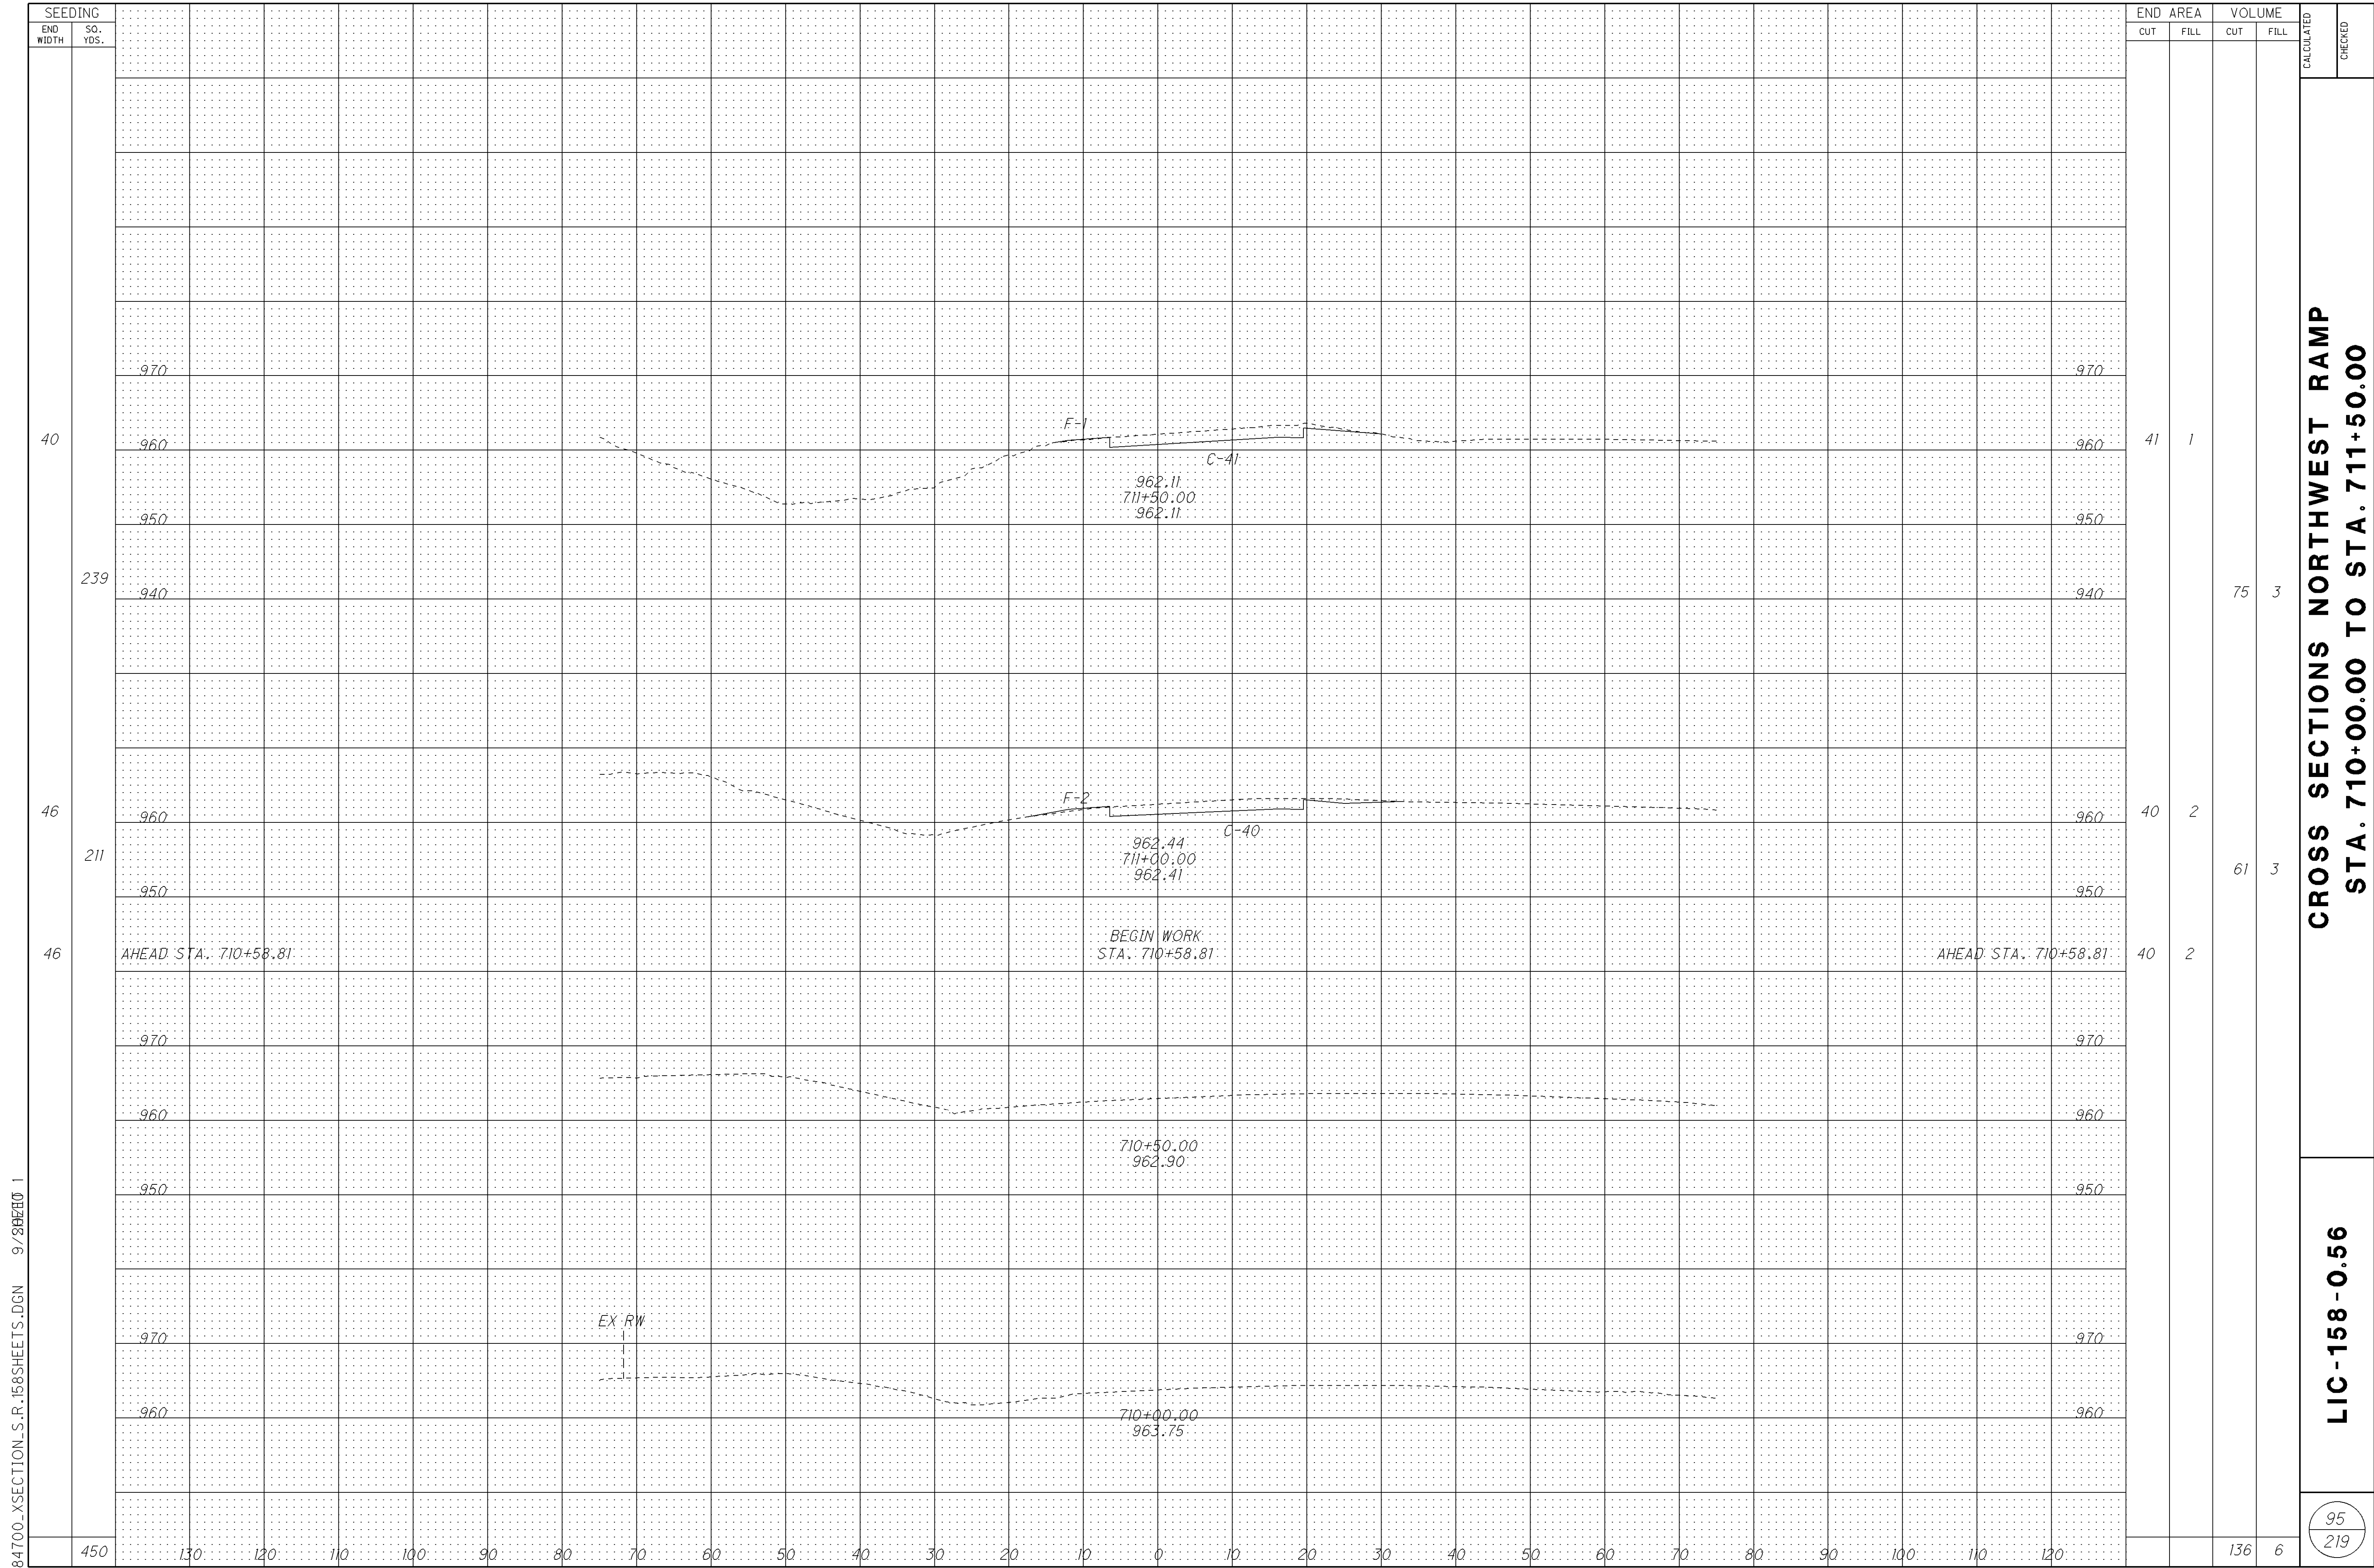 SEEDING
END WIDTH
SQ. YDS.
END AREA
VOLUME
CUT
FILL
CUT
FILL
CALCULATED
CHECKED
970
970
F-1
40
960
960
41
1
C-41
962.11
711+50.00
962.11
950
950
239
940
940
75
3
F-2
46
960
960
40
2
C-40
962.44
711+00.00
962.41
211
61
3
950
950
BEGIN WORK
46
AHEAD STA. 710+58.81
STA. 710+58.81
AHEAD STA. 710+58.81
40
2
970
970
960
960
710+50.00
962.90
950
950
EX RW
970
970
960
960
710+00.00
963.75
450
130 120 110 100 90 80 70 60 50 40 30 20 10 0 10 20 30 40 50 60 70 80 90 100 110 120
136
6
CROSS SECTIONS NORTHWEST RAMP
STA. 710+00.00 TO STA. 711+50.00
LIC-158-0.56
95
219
84700_XSECTION_S.R.158SHEETS.DGN